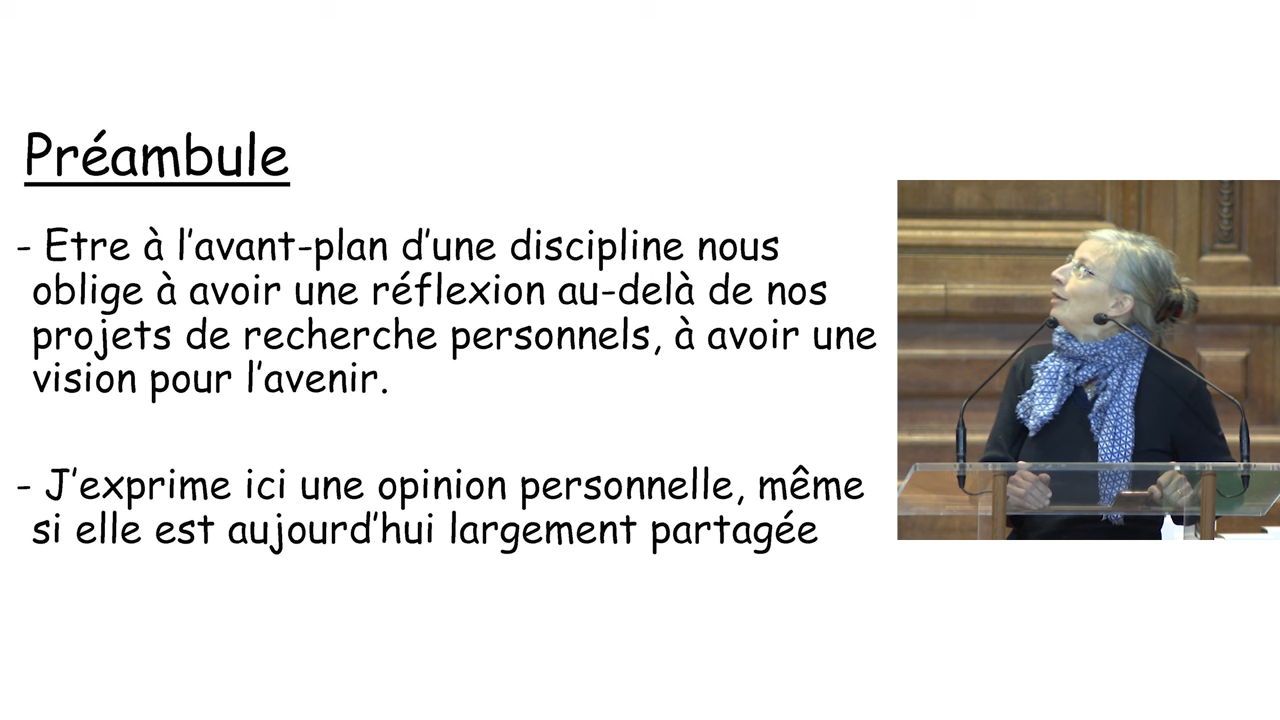 Préambule
- Etre à l’avant-plan d’une discipline nous
oblige à avoir une réflexion au-delà de nos
projets de recherche personnels, à avoir une
vision pour l’avenir.
- J’exprime ici une opinion personnelle, même
si elle est aujourd’hui largement partagée